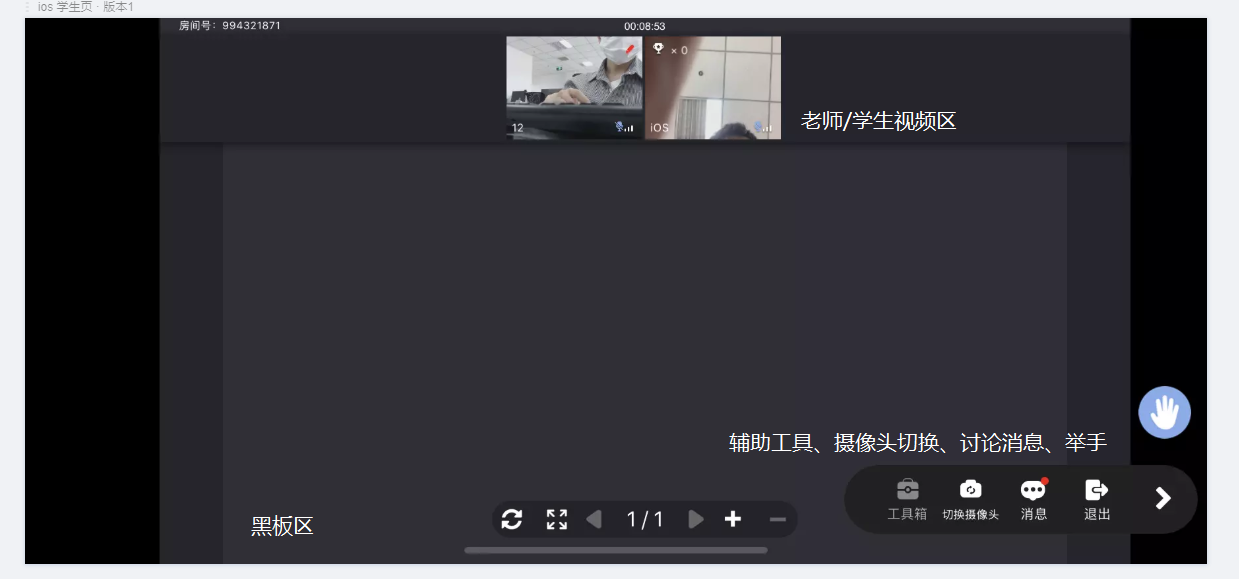 ios 学生页 · 版本1
房间号：994321871
00:08:53
× 0
12
iOS
老师/学生视频区
辅助工具、摄像头切换、讨论消息、举手
黑板区
1/1
工具箱
切换摄像头
消息
退出